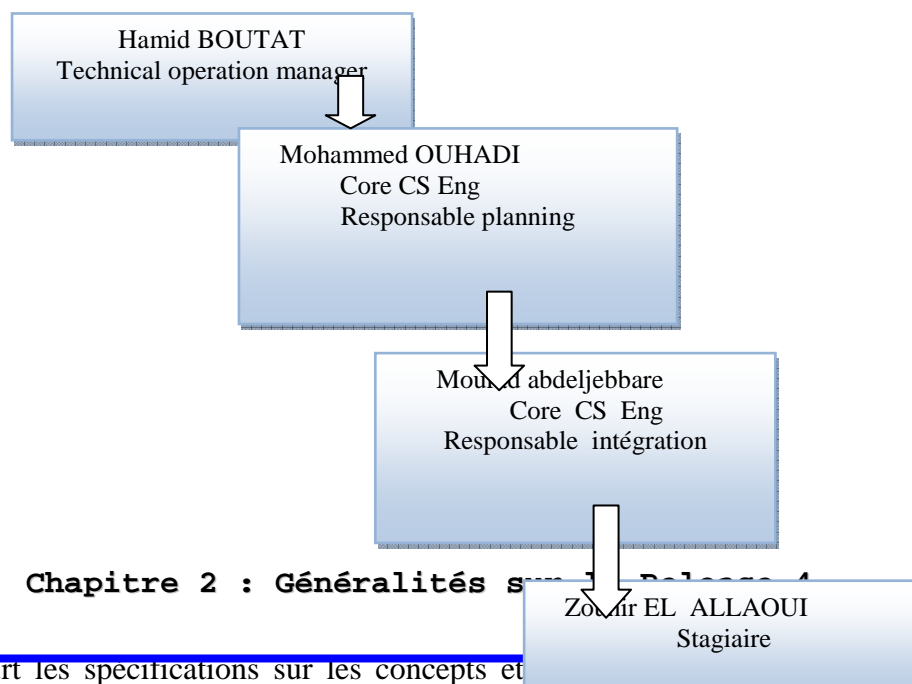 Hamid BOUTAT
Technical operation manager
Mohammed OUHADI
Core CS Eng
Responsable planning
abdeljebbare
Core CS Eng
Responsable intégration
Chapitre 2 : Généralités
EL ALLAOUI
Stagiaire
les spécifications sur les concepts et